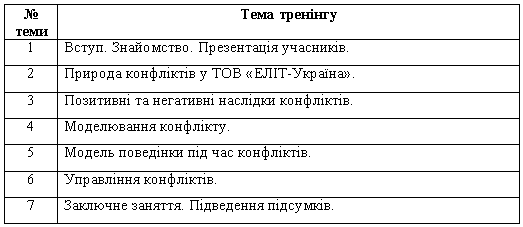 № теми Тема тренінгу
1 Вступ. Знайомство. Презентація учасників.
2 Природа конфліктів у ТОВ «ЕЛІТ-Україна».
3 Позитивні та негативні наслідки конфліктів.
4 Моделювання конфлікту.
5 Модель поведінки під час конфліктів.
6 Управління конфліктів.
7 Заключне заняття. Підведення підсумків.